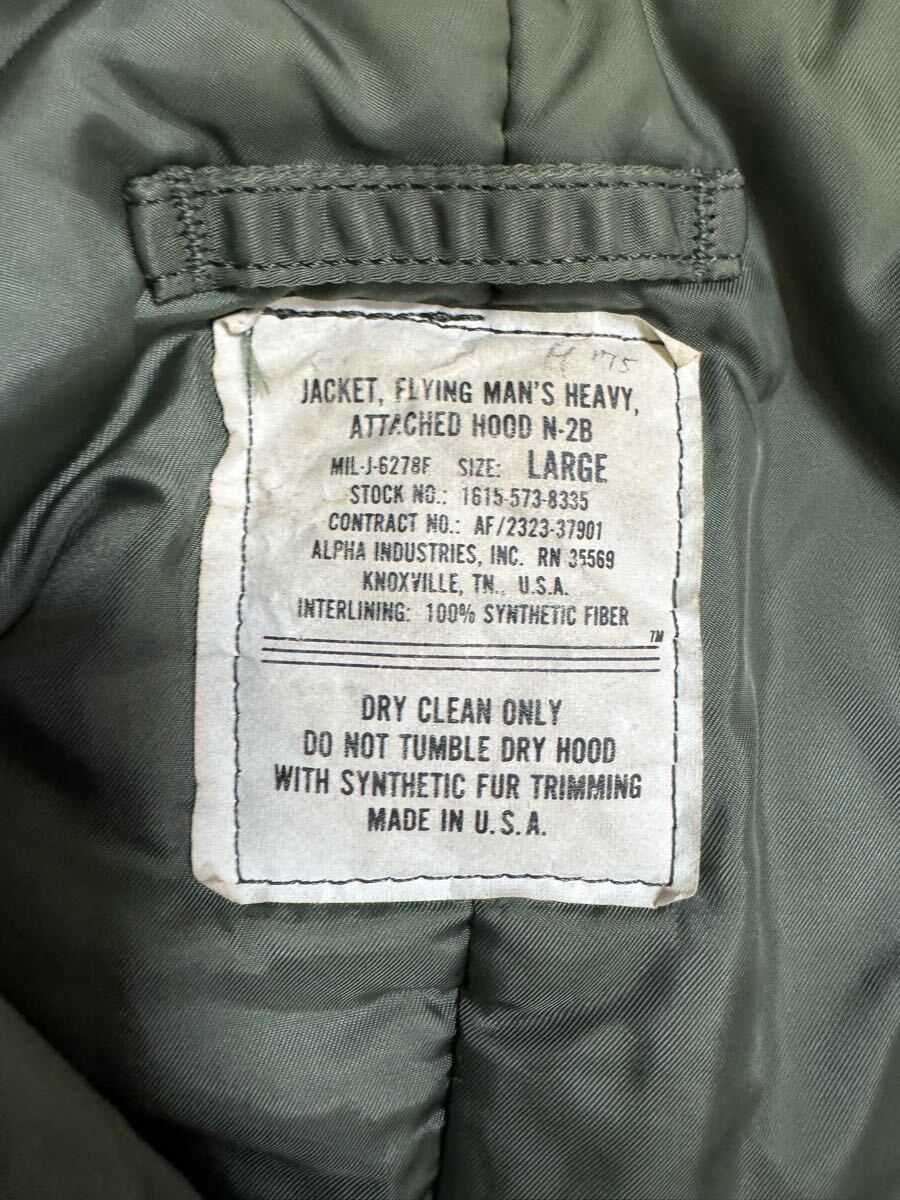 JACKET, FLYING MAN'S HEAVY,
ATTACHED HOOD N-2B
MIL-J-6278F SIZE: LARGE
STOCK NO.: 1615-573-8335
CONTRACT NO.: AF/2323-37901
ALPHA INDUSTRIES, INC. RN 35569
KNOXVILLE, TN., U.S.A.
INTERLINING: 100% SYNTHETIC FIBER
TM
DRY CLEAN ONLY
DO NOT TUMBLE DRY HOOD
WITH SYNTHETIC FUR TRIMMING
MADE IN U.S.A.